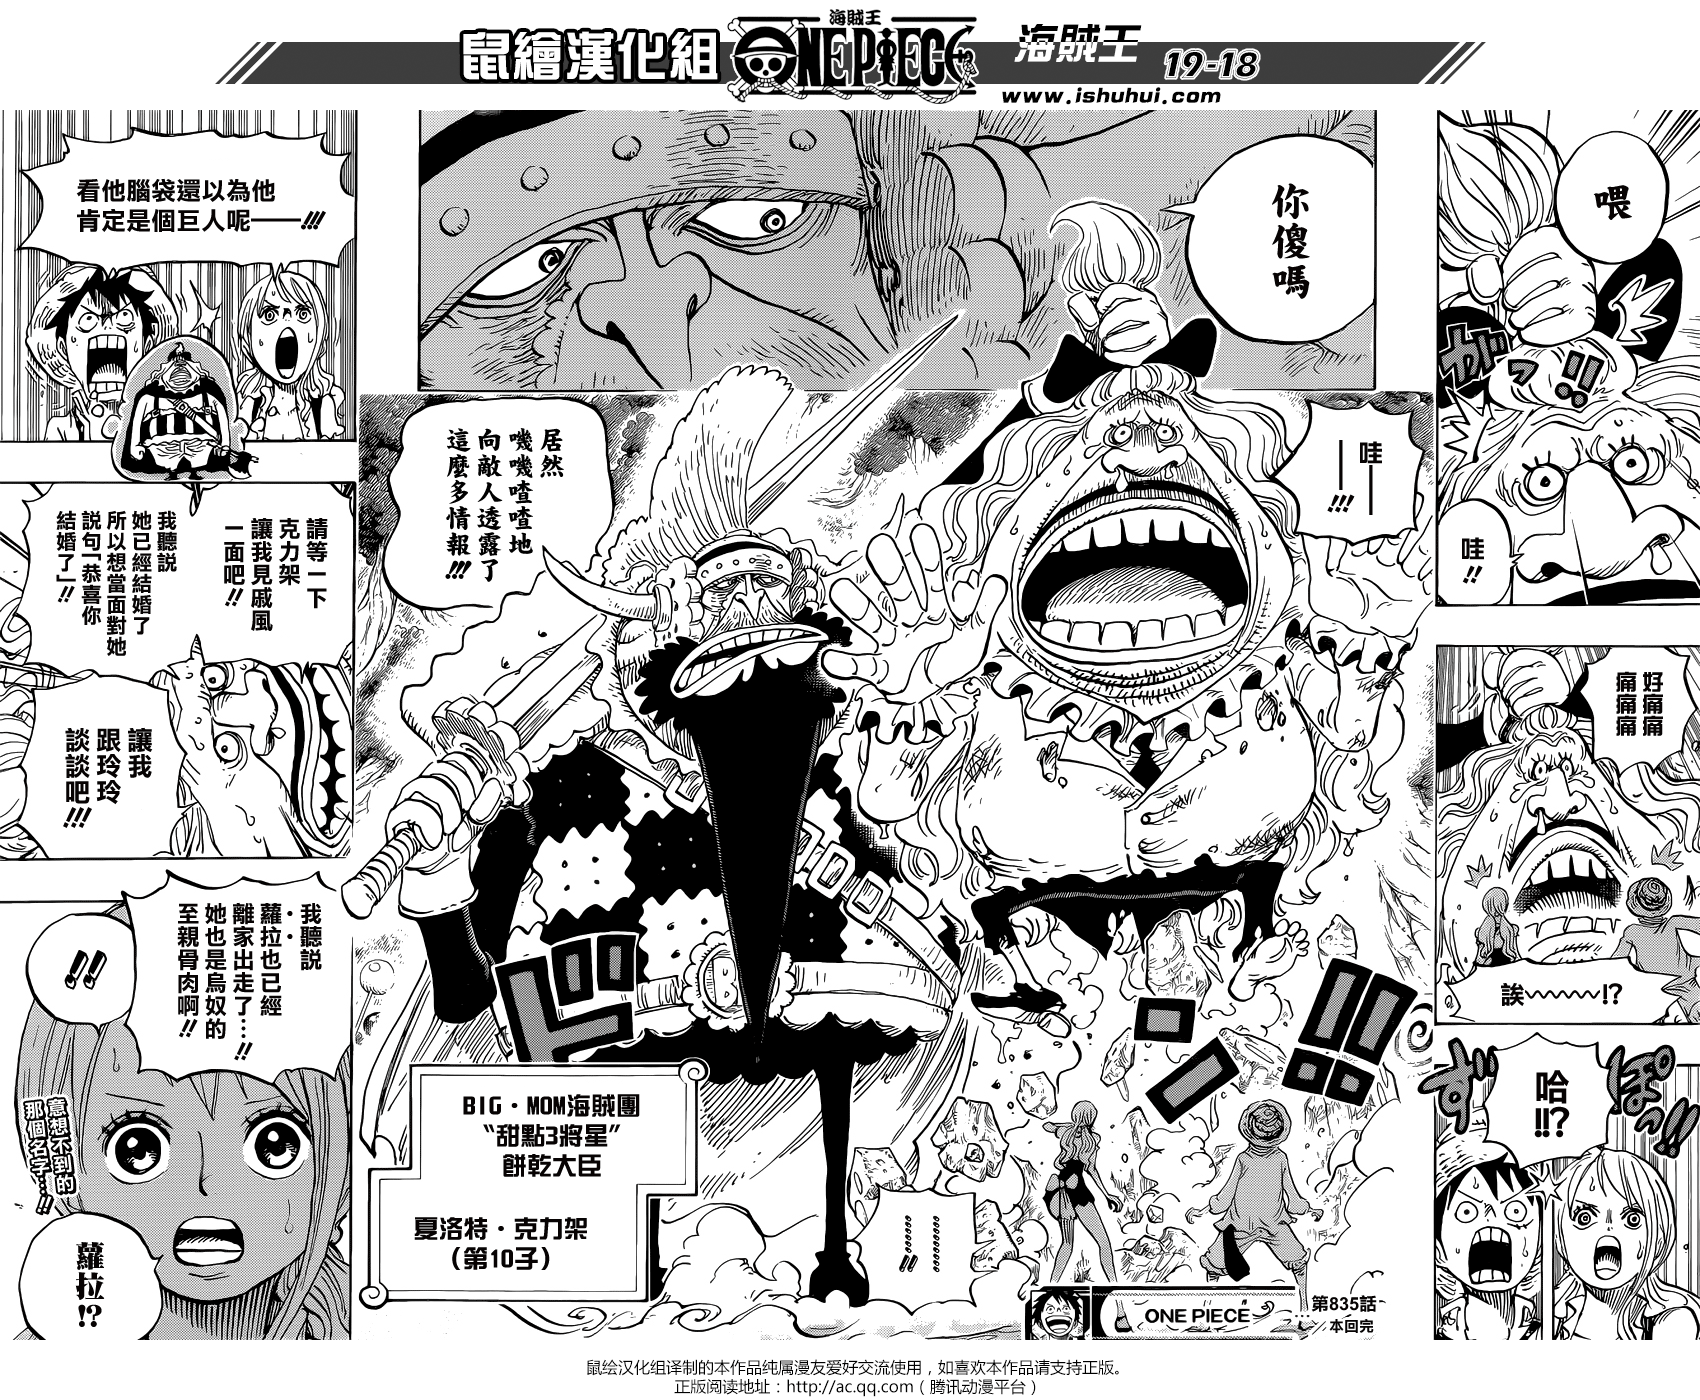 鼠繪漢化組
海賊王
ONE PIECE
海賊王
19-18
www.ishuhui.com
喂
ガッ!!
哇!!
好痛痛
痛痛痛
誒〜〜〜〜〜!?
哈!!?
ずぽっ!!
你傻嗎
哇——!!!
居然
嘰嘰喳喳地
向敵人透露了
這麼多情報!!!
ドドロン!!
BIG・MOM海賊團
“甜點3將星”
餅乾大臣
夏洛特・克力架
（第10子）
………!!
ONE PIECE
第835話
／本回完
看他腦袋還以為他
肯定是個巨人呢——!!!
請等一下
克力架
讓我見戚風
一面吧!!
我聽説
她已經結婚了
所以想當面對她
説句「恭喜你
結婚了」!!
讓我
跟玲玲
談談吧!!!
我聽説
蘿拉也已經
離家出走了…!!
她也是烏奴的
至親骨肉啊!!
!!
意想不到的
那個名字…!!
蘿拉!?
鼠绘汉化组译制的本作品纯属漫友爱好交流使用，如喜欢本作品请支持正版。
正版阅读地址：http://ac.qq.com（腾讯动漫平台）